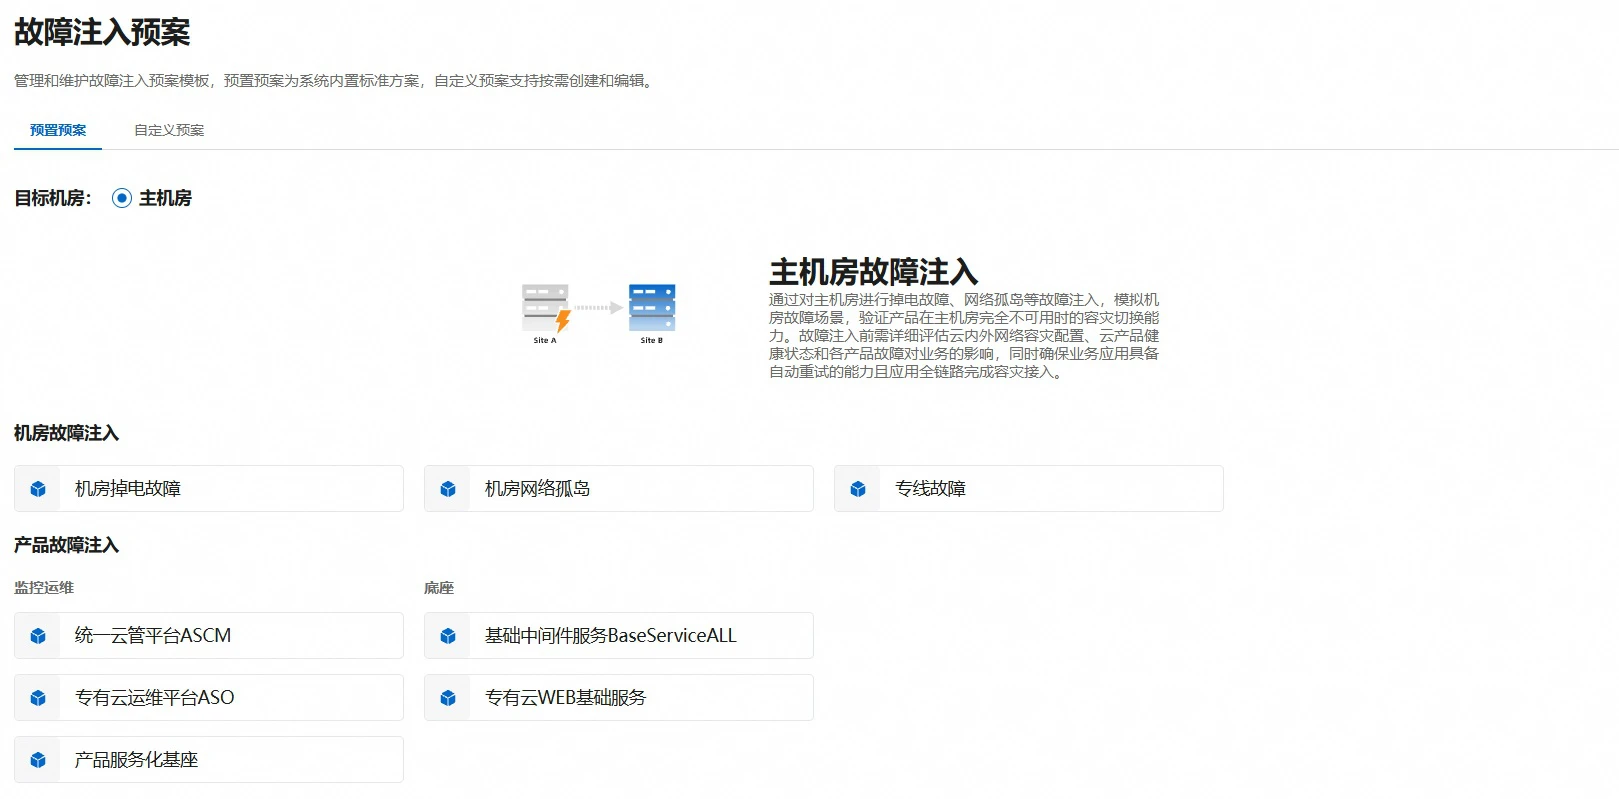 故障注入预案
管理和维护故障注入预案模板，预置预案为系统内置标准方案，自定义预案支持按需创建和编辑。
预置预案
自定义预案
目标机房：
主机房
Site A
Site B
主机房故障注入
通过对主机房进行掉电故障、网络孤岛等故障注入，模拟机
房故障场景，验证产品在主机房完全不可用时的容灾切换能
力。故障注入前需详细评估云内外网络容灾配置、云产品健
康状态和各产品故障对业务的影响，同时确保业务应用具备
自动重试的能力且应用全链路完成容灾接入。
机房故障注入
机房掉电故障
机房网络孤岛
专线故障
产品故障注入
监控运维
底座
统一云管平台ASCM
基础中间件服务BaseServiceALL
专有云运维平台ASO
专有云WEB基础服务
产品服务化基座